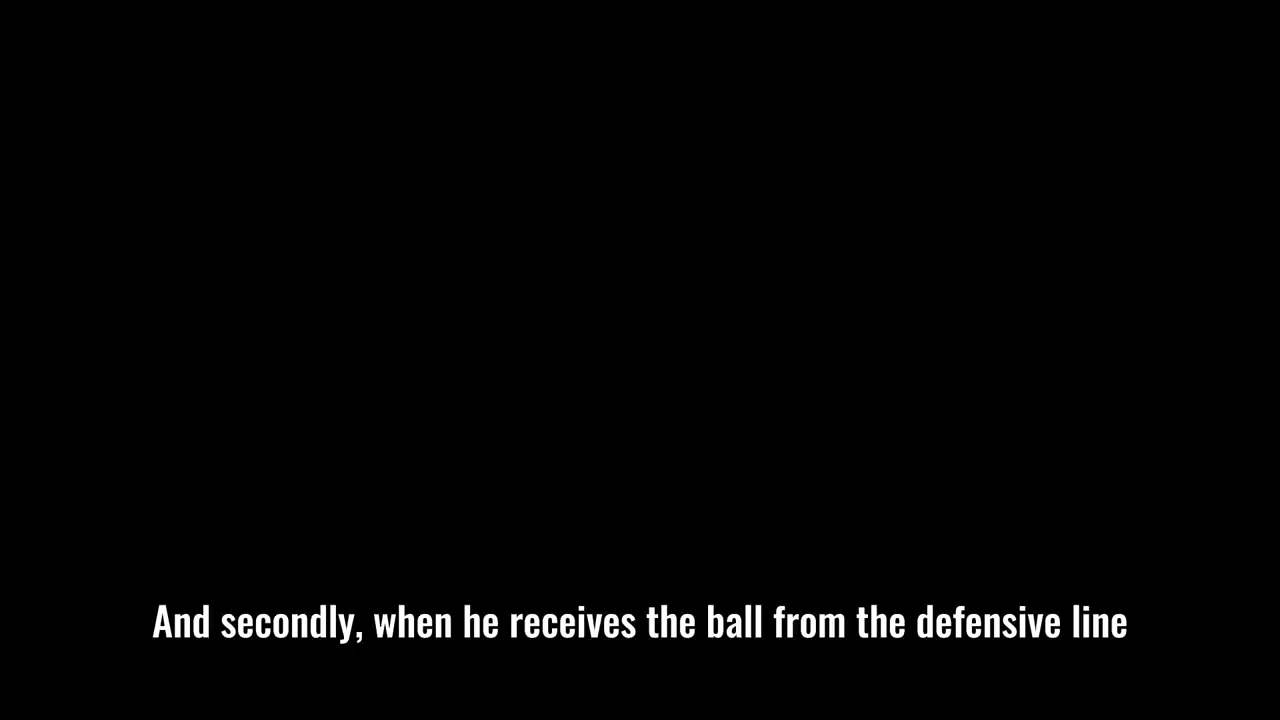 And secondly, when he receives the ball from the defensive line